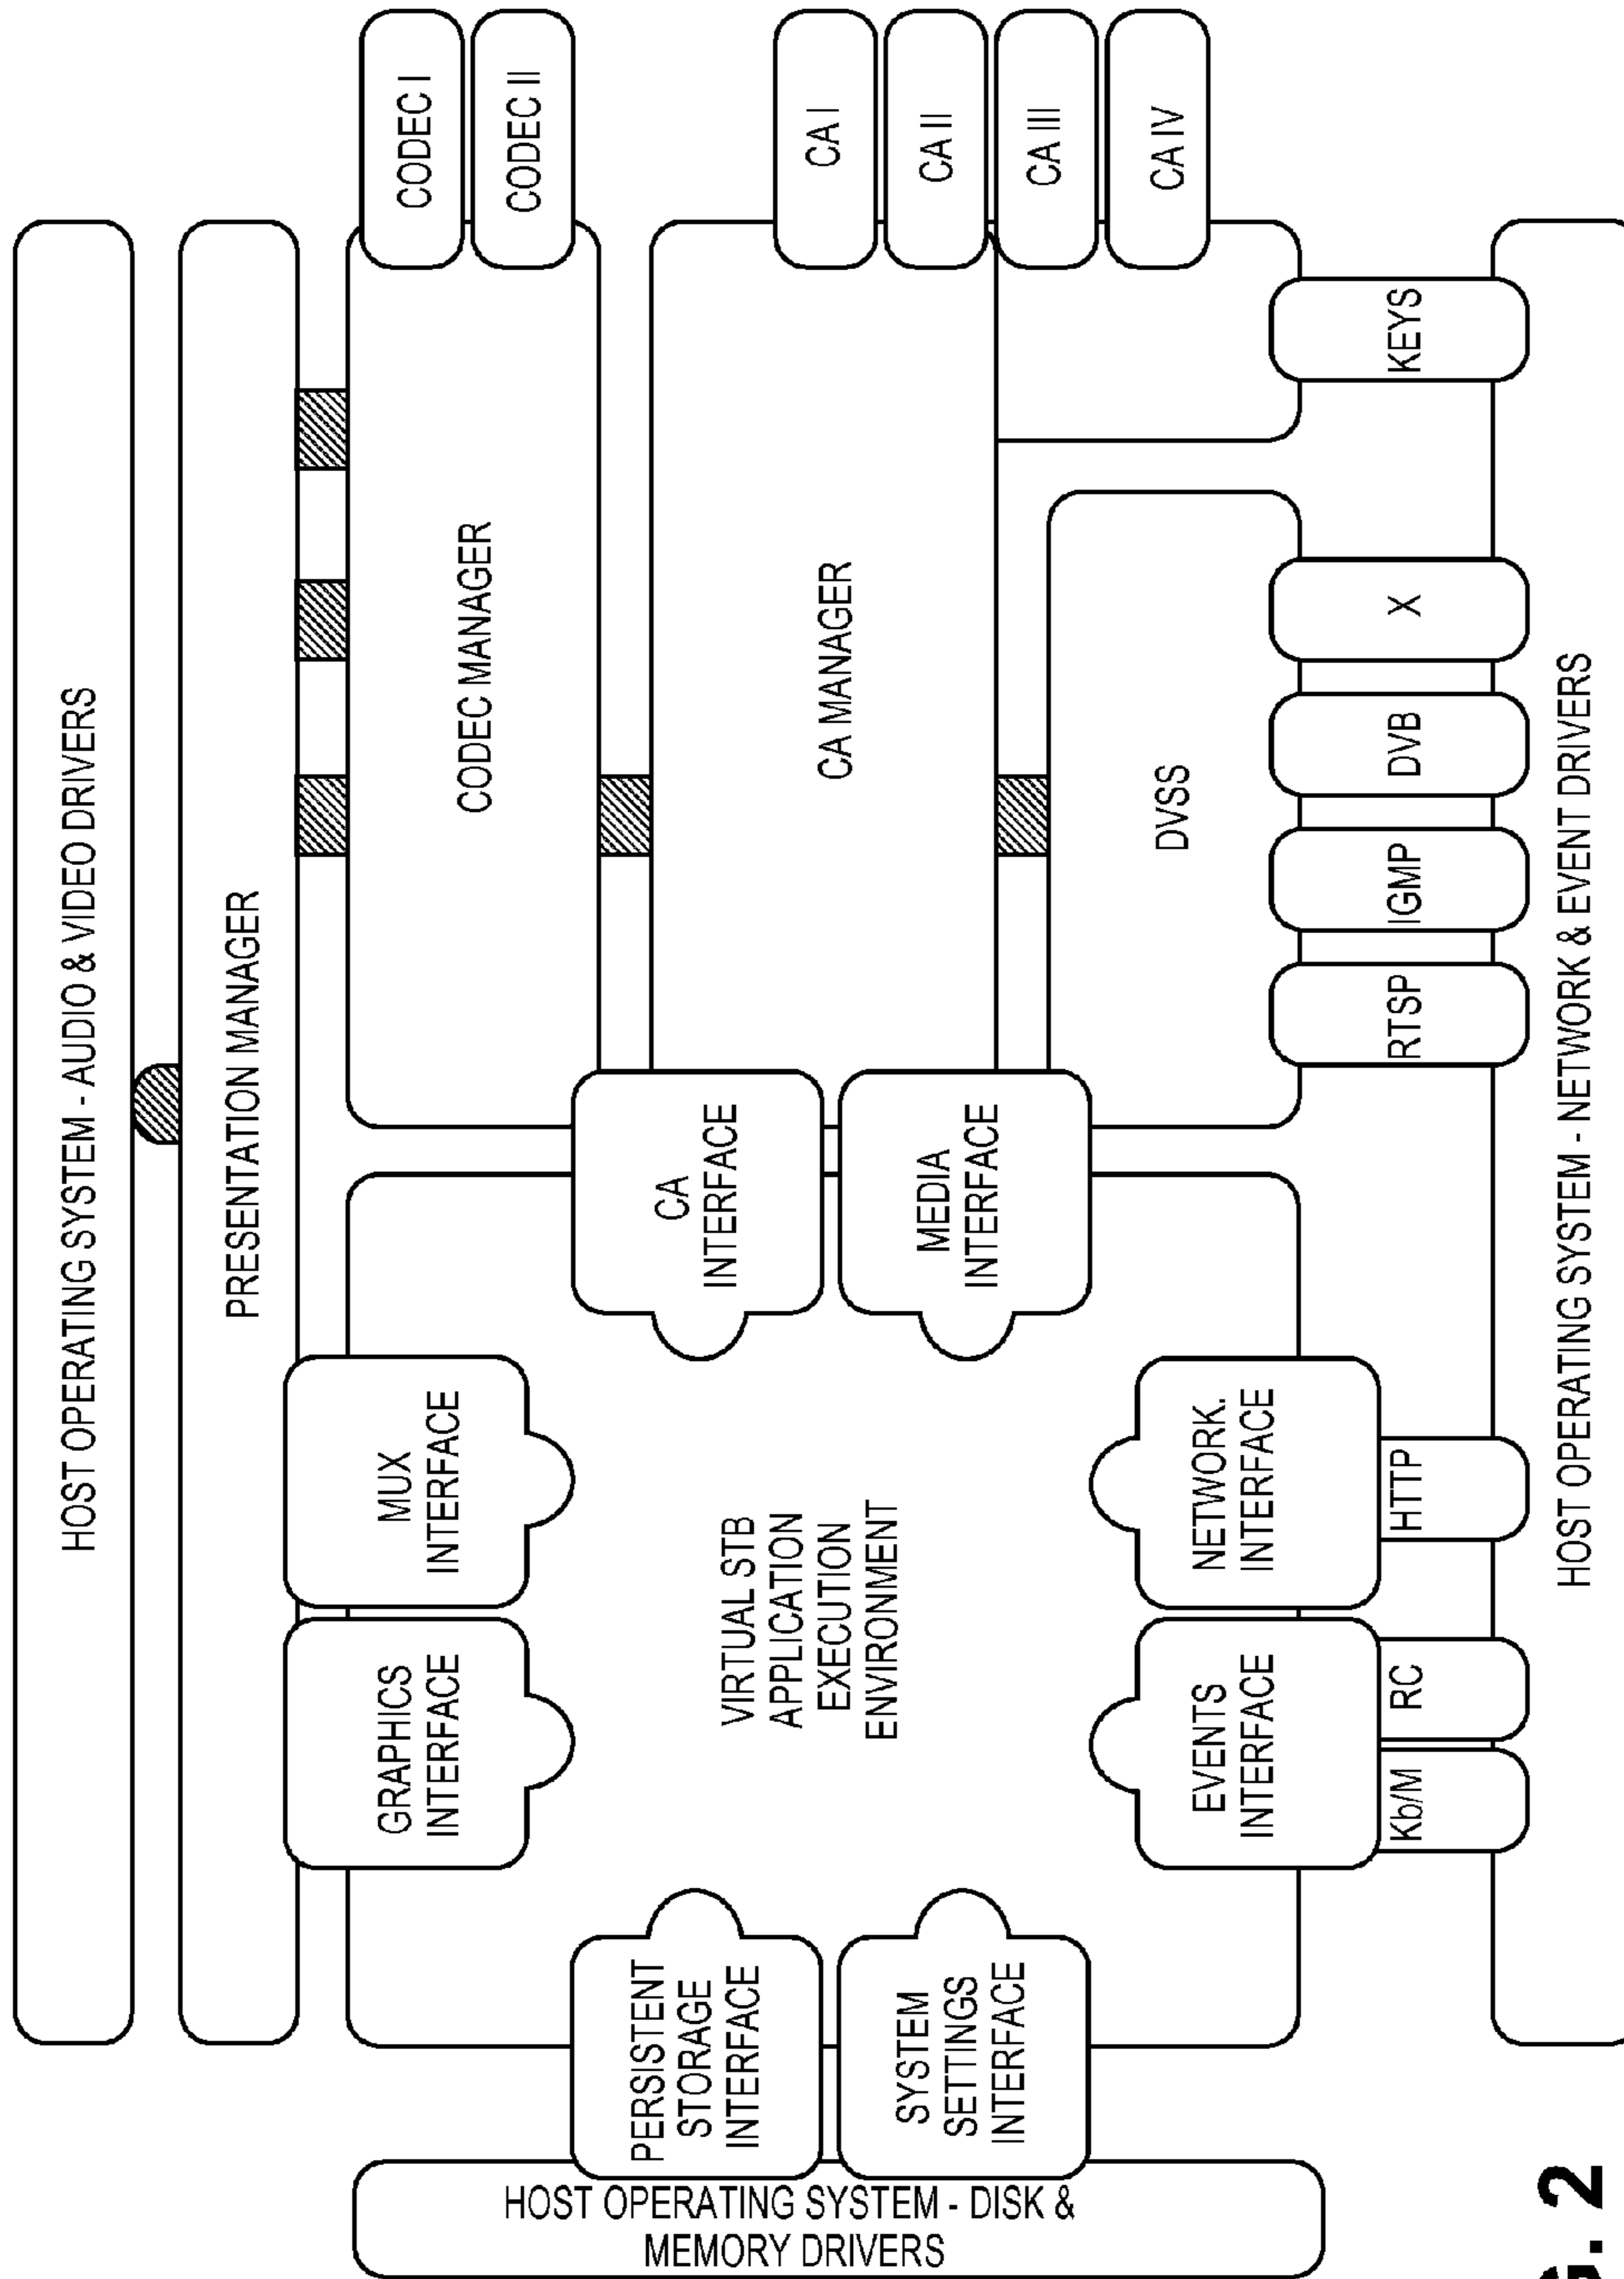 HOST OPERATING SYSTEM - AUDIO & VIDEO DRIVERS
PRESENTATION MANAGER
GRAPHICS
INTERFACE
MUX
INTERFACE
CODEC MANAGER
CODEC I
CODEC II
PERSISTENT
STORAGE
INTERFACE
CA
INTERFACE
CA MANAGER
CA I
CA II
CA III
CA IV
VIRTUAL STB
APPLICATION
EXECUTION
ENVIRONMENT
SYSTEM
SETTINGS
INTERFACE
MEDIA
INTERFACE
DVSS
HOST OPERATING SYSTEM - DISK &
MEMORY DRIVERS
EVENTS
INTERFACE
NETWORK.
INTERFACE
Kb/M
RC
HTTP
RTSP
IGMP
DVB
X
KEYS
HOST OPERATING SYSTEM - NETWORK & EVENT DRIVERS
G. 2